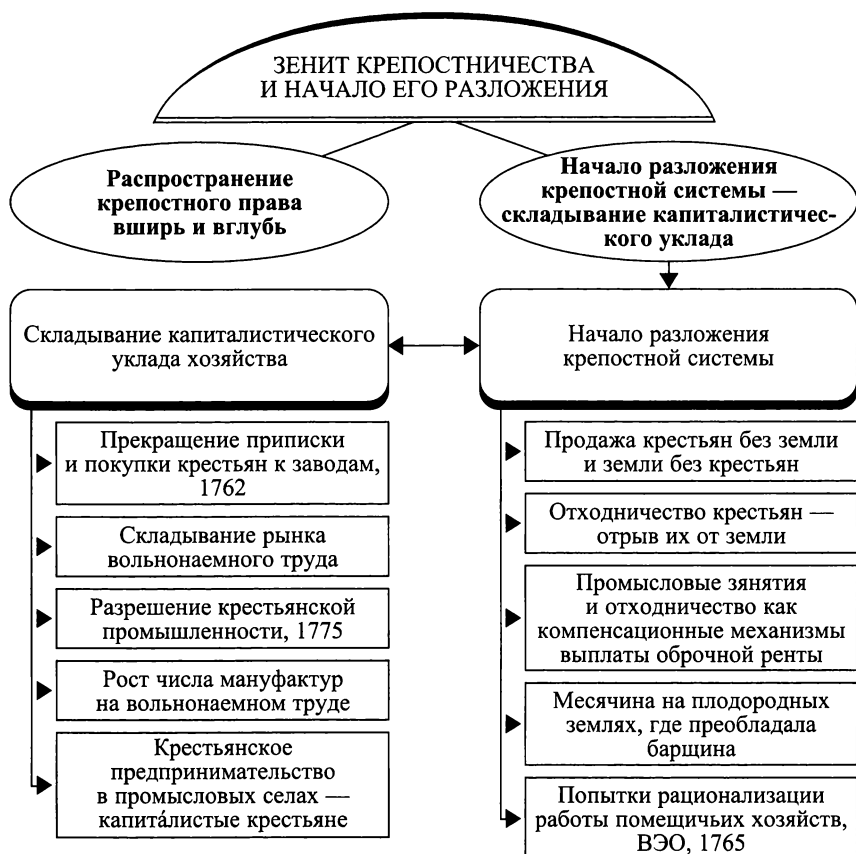 ЗЕНИТ КРЕПОСТНИЧЕСТВА
И НАЧАЛО ЕГО РАЗЛОЖЕНИЯ
Распространение
крепостного права
вширь и вглубь
Начало разложения
крепостной системы —
складывание капиталистичес-
кого уклада
Складывание капиталистического
уклада хозяйства
Начало разложения
крепостной системы
Прекращение приписки
и покупки крестьян к заводам,
1762
Складывание рынка
вольнонаемного труда
Разрешение крестьянской
промышленности, 1775
Рост числа мануфактур
на вольнонаемном труде
Крестьянское
предпринимательство
в промысловых селах —
капита́листые крестьяне
Продажа крестьян без земли
и земли без крестьян
Отходничество крестьян —
отрыв их от земли
Промысловые зянятия
и отходничество как
компенсационные механизмы
выплаты оброчной ренты
Месячина на плодородных
землях, где преобладала
барщина
Попытки рационализации
работы помещичьих хозяйств,
ВЭО, 1765